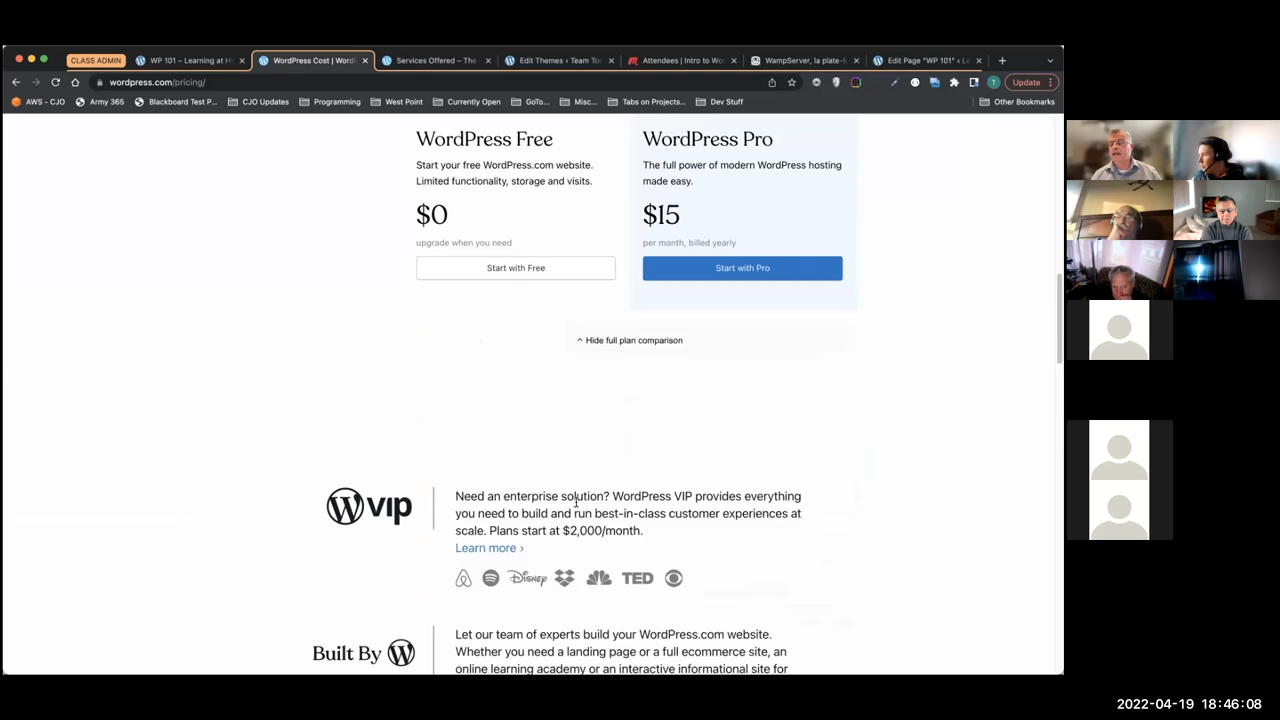 CLASS ADMIN
WP 101 – Learning at H
WordPress Cost | Word
Services Offered – The
Edit Themes ‹ Team To
Attendees | Intro to Wo
WampServer, la plate-f
Edit Page "WP 101" ‹ Le
wordpress.com/pricing/
T
Update
AWS - CJO
Army 365
Blackboard Test P...
CJO Updates
Programming
West Point
Currently Open
GoTo...
Misc...
Tabs on Projects...
Dev Stuff
Other Bookmarks
WordPress Free
Start your free WordPress.com website.
Limited functionality, storage and visits.
$0
upgrade when you need
Start with Free
WordPress Pro
The full power of modern WordPress hosting
made easy.
$15
per month, billed yearly
Start with Pro
Hide full plan comparison
vip
Need an enterprise solution? WordPress VIP provides everything
you need to build and run best-in-class customer experiences at
scale. Plans start at $2,000/month.
Learn more ›
Disney
TED
Built By
Let our team of experts build your WordPress.com website.
Whether you need a landing page or a full ecommerce site, an
online learning academy or an interactive informational site for
2022-04-19 18:46:08